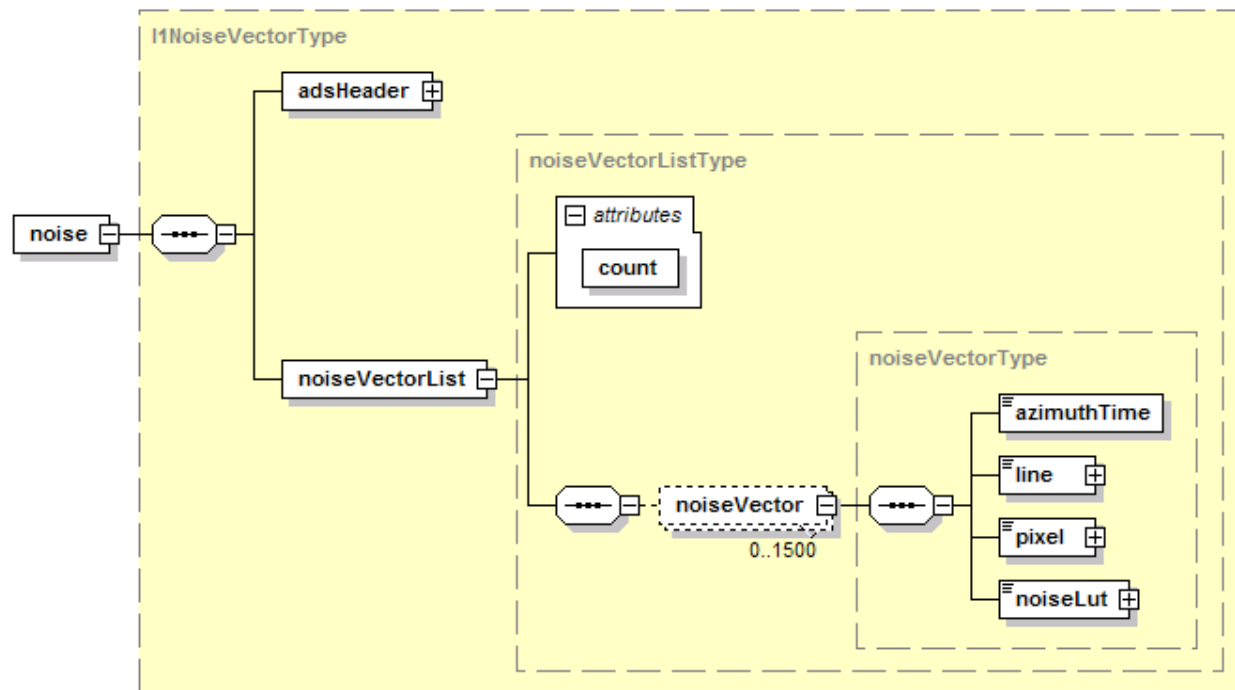 l1NoiseVectorType
adsHeader
noiseVectorListType
attributes
noise
count
noiseVectorType
noiseVectorList
azimuthTime
line
noiseVector
pixel
0..1500
noiseLut